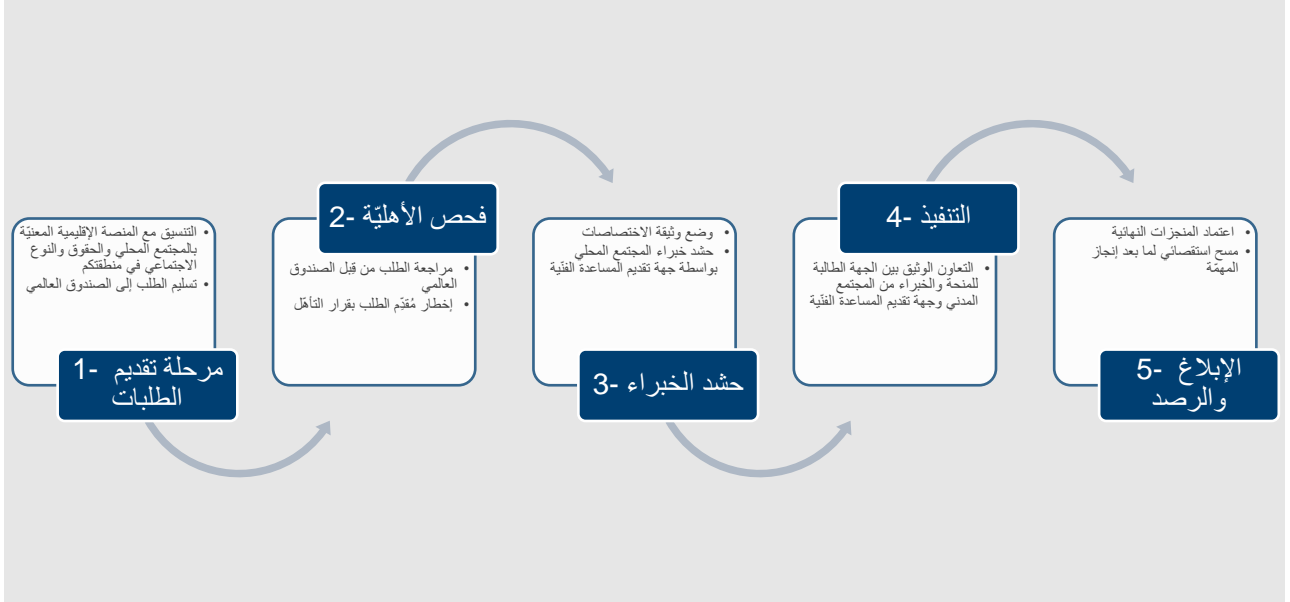 • التنسيق مع المنصة الإقليمية المعنيّة
بالمجتمع المحلي والحقوق والنوع
الاجتماعي في منطقتكم
• تسليم الطلب إلى الصندوق العالمي
1- مرحلة تقديم
الطلبات
2- فحص الأهليّة
• مراجعة الطلب من قِبل الصندوق
العالمي
• إخطار مُقدِّم الطلب بقرار التأهّل
• وضع وثيقة الاختصاصات
• حشد خبراء المجتمع المحلي
بواسطة جهة تقديم المساعدة الفنّية
3- حشد الخبراء
4- التنفيذ
• التعاون الوثيق بين الجهة الطالبة
للمنحة والخبراء من المجتمع
المدني وجهة تقديم المساعدة الفنّية
• اعتماد المنجزات النهائية
• مسح استقصائي لما بعد إنجاز
المهمّة
5- الإبلاغ
والرصد